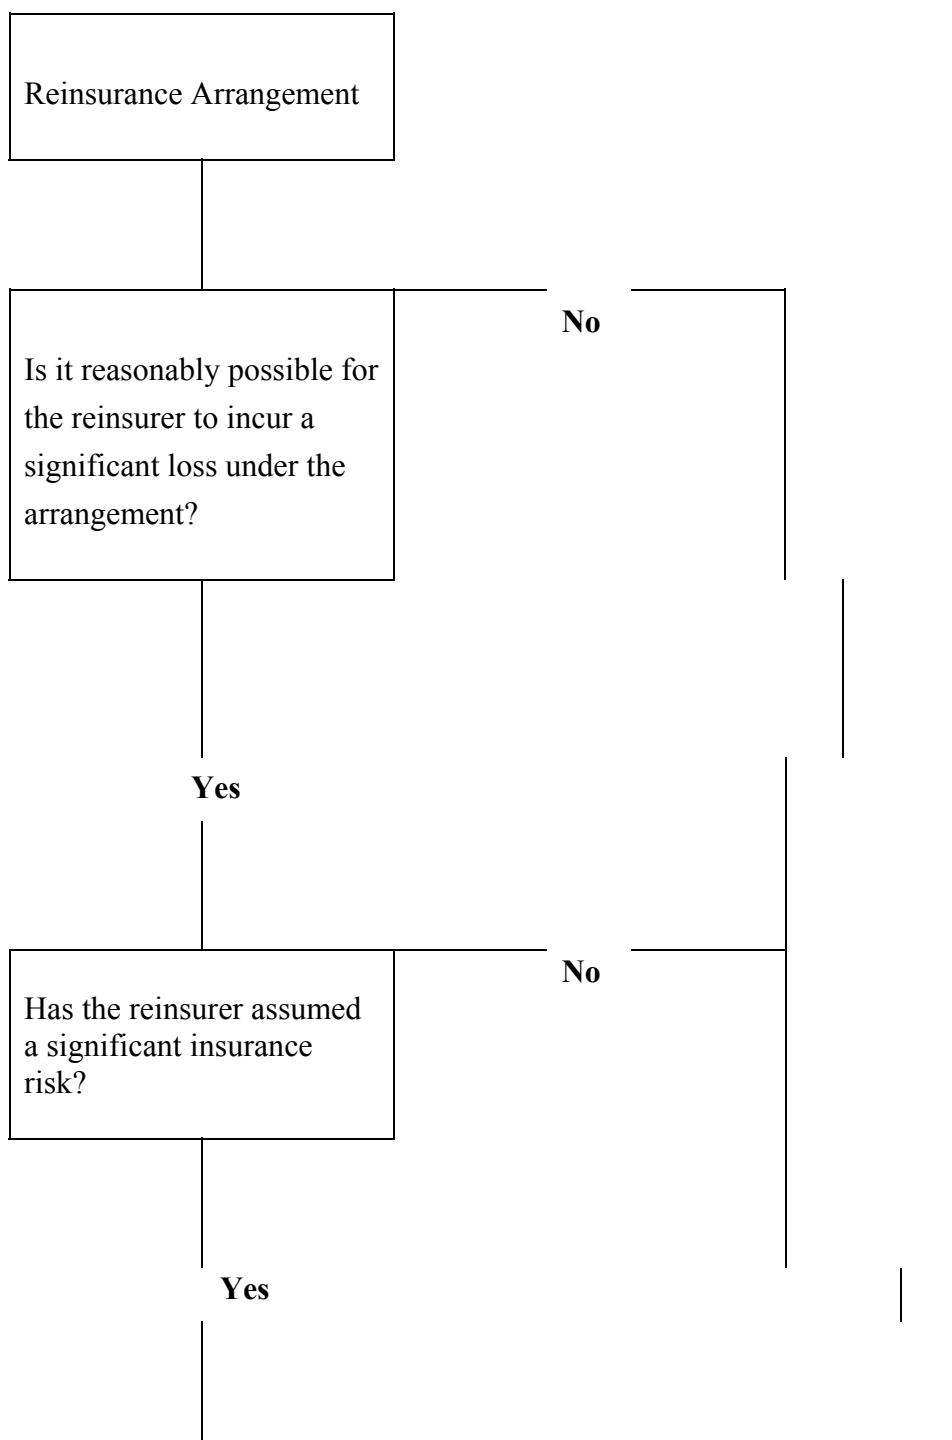 Reinsurance Arrangement
No
Is it reasonably possible for
the reinsurer to incur a
significant loss under the
arrangement?
Yes
No
Has the reinsurer assumed
a significant insurance
risk?
Yes